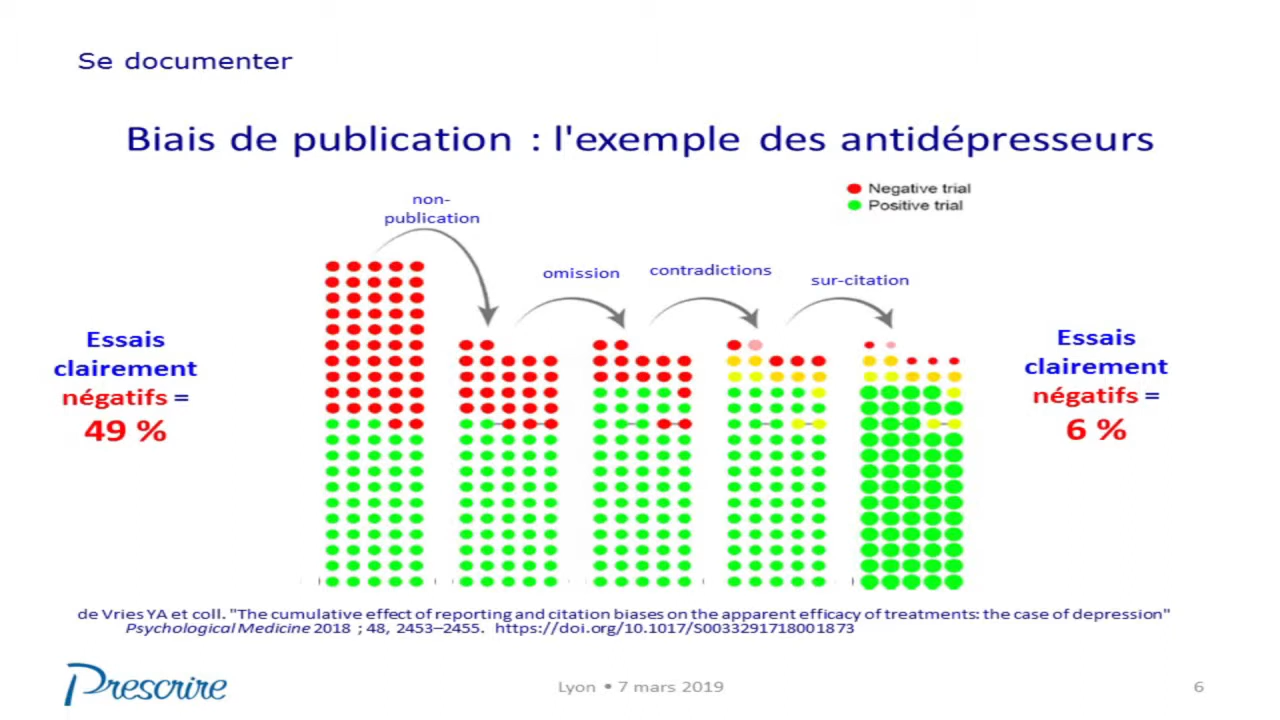 Se documenter
Biais de publication : l'exemple des antidépresseurs
Negative trial
Positive trial
non-
publication
omission
contradictions
sur-citation
Essais
clairement
négatifs =
49 %
Essais
clairement
négatifs =
6 %
de Vries YA et coll. "The cumulative effect of reporting and citation biases on the apparent efficacy of treatments: the case of depression"
Psychological Medicine 2018 ; 48, 2453–2455. https://doi.org/10.1017/S0033291718001873
Prescrire
Lyon • 7 mars 2019
6